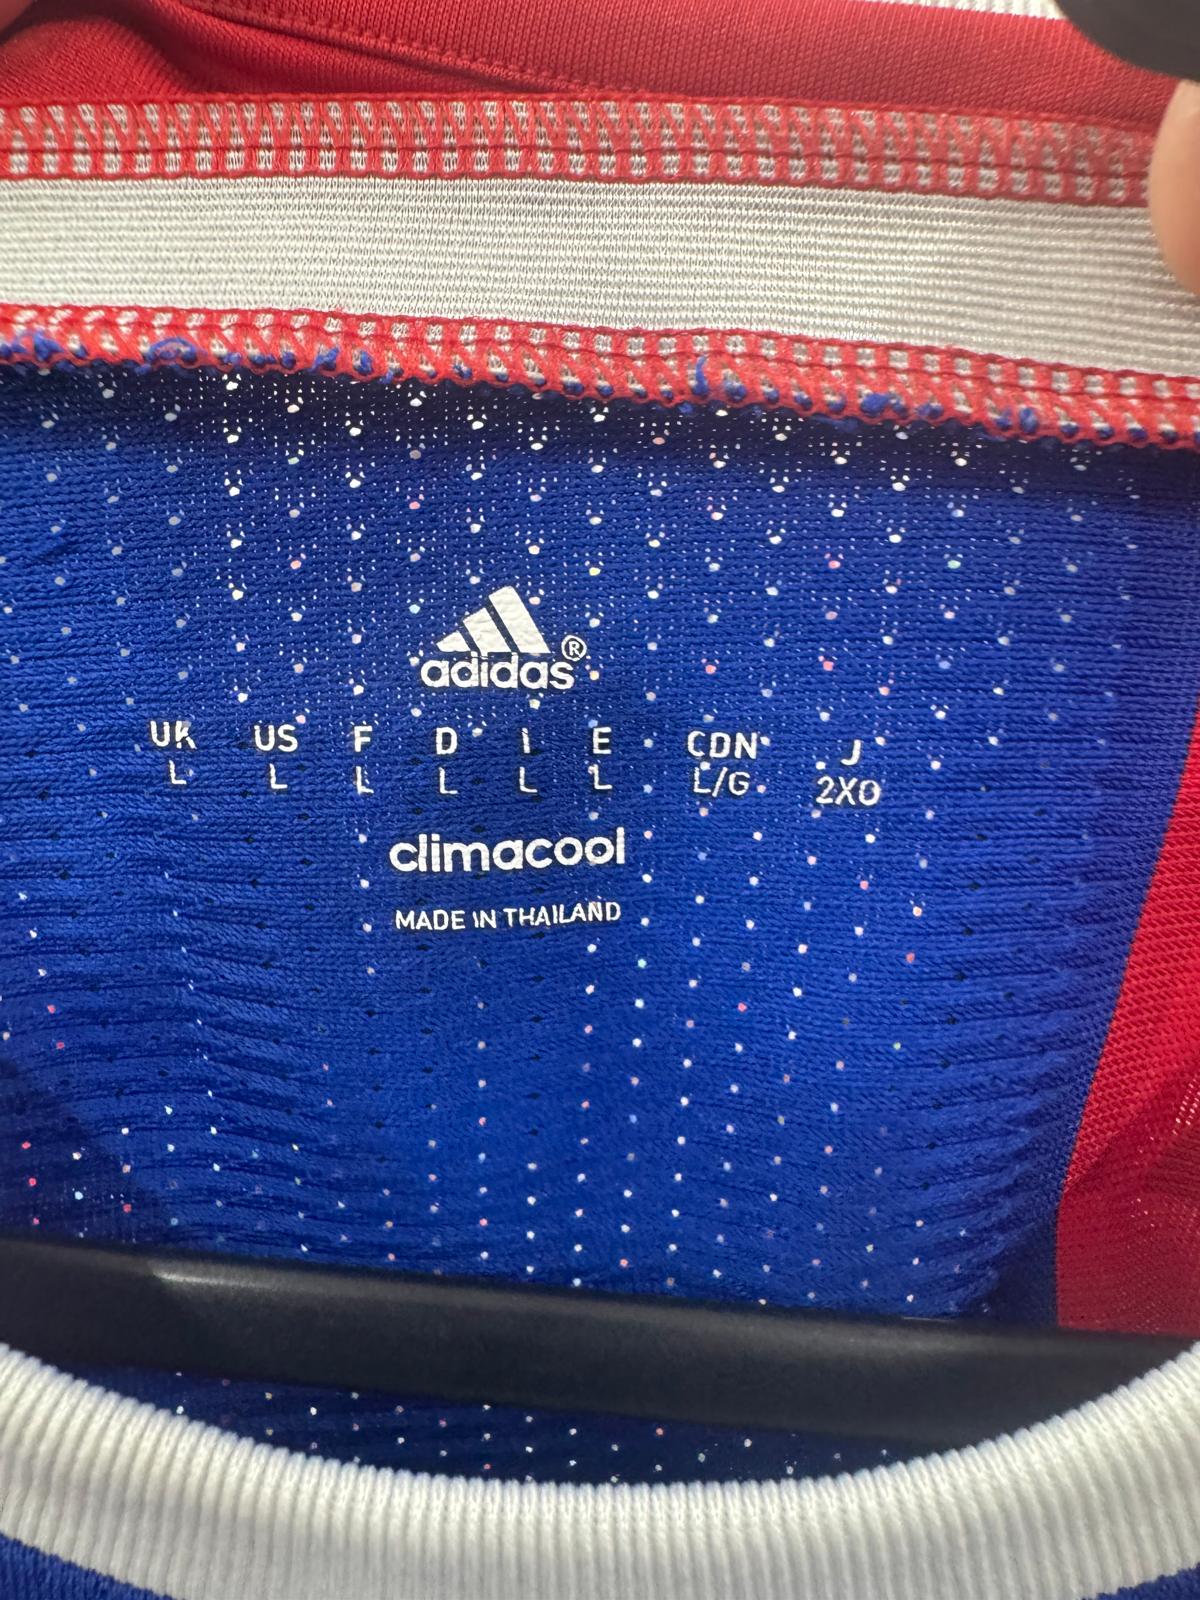 adidas®
UK US F D I E CDN J
L L L L L L L/G 2XO
climacool
MADE IN THAILAND